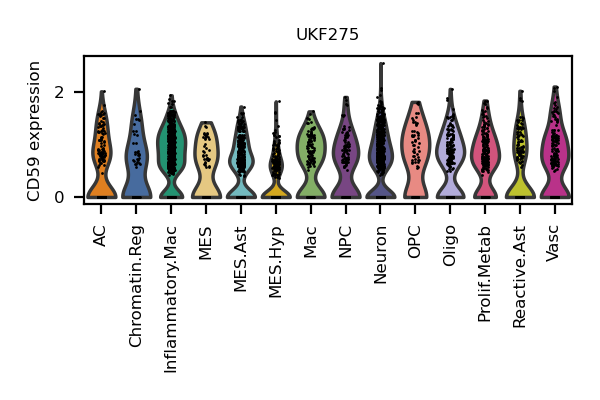 UKF275
CD59 expression
2
0
AC
Chromatin.Reg
Inflammatory.Mac
MES
MES.Ast
MES.Hyp
Mac
NPC
Neuron
OPC
Oligo
Prolif.Metab
Reactive.Ast
Vasc